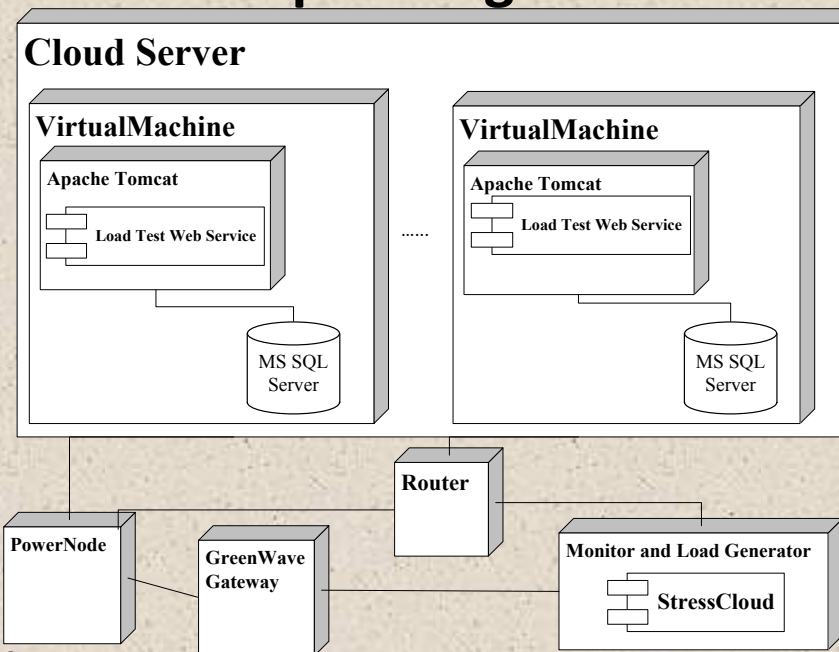 Cloud Server
VirtualMachine
Apache Tomcat
Load Test Web Service
MS SQL
Server
......
VirtualMachine
Apache Tomcat
Load Test Web Service
MS SQL
Server
Router
PowerNode
GreenWave
Gateway
Monitor and Load Generator
StressCloud